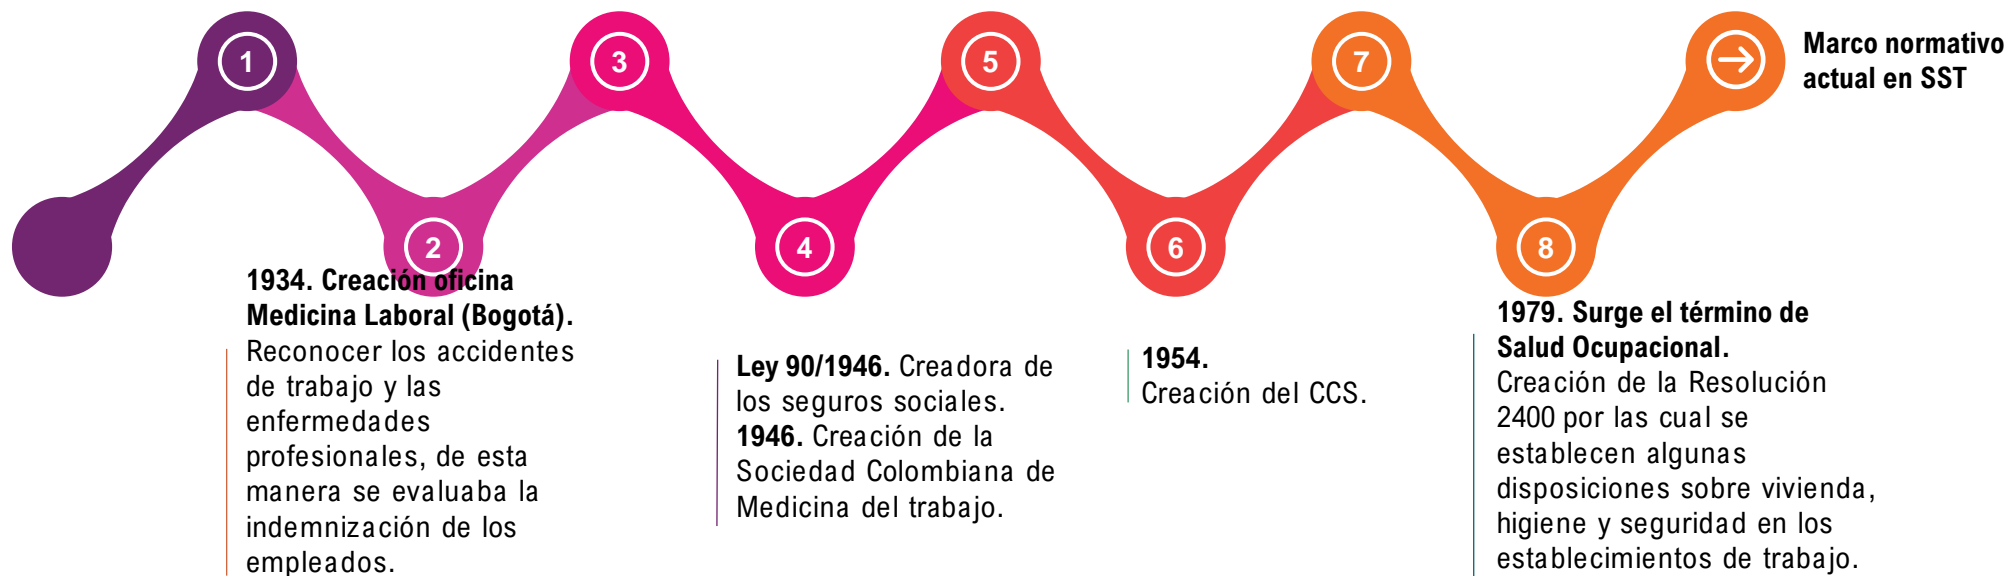 1
3
5
7
Marco normativo
actual en SST
2
4
6
8
1934. Creación oficina
Medicina Laboral (Bogotá).
Reconocer los accidentes
de trabajo y las
enfermedades
profesionales, de esta
manera se evaluaba la
indemnización de los
empleados.
Ley 90/1946. Creadora de
los seguros sociales.
1946. Creación de la
Sociedad Colombiana de
Medicina del trabajo.
1954.
Creación del CCS.
1979. Surge el término de
Salud Ocupacional.
Creación de la Resolución
2400 por las cual se
establecen algunas
disposiciones sobre vivienda,
higiene y seguridad en los
establecimientos de trabajo.